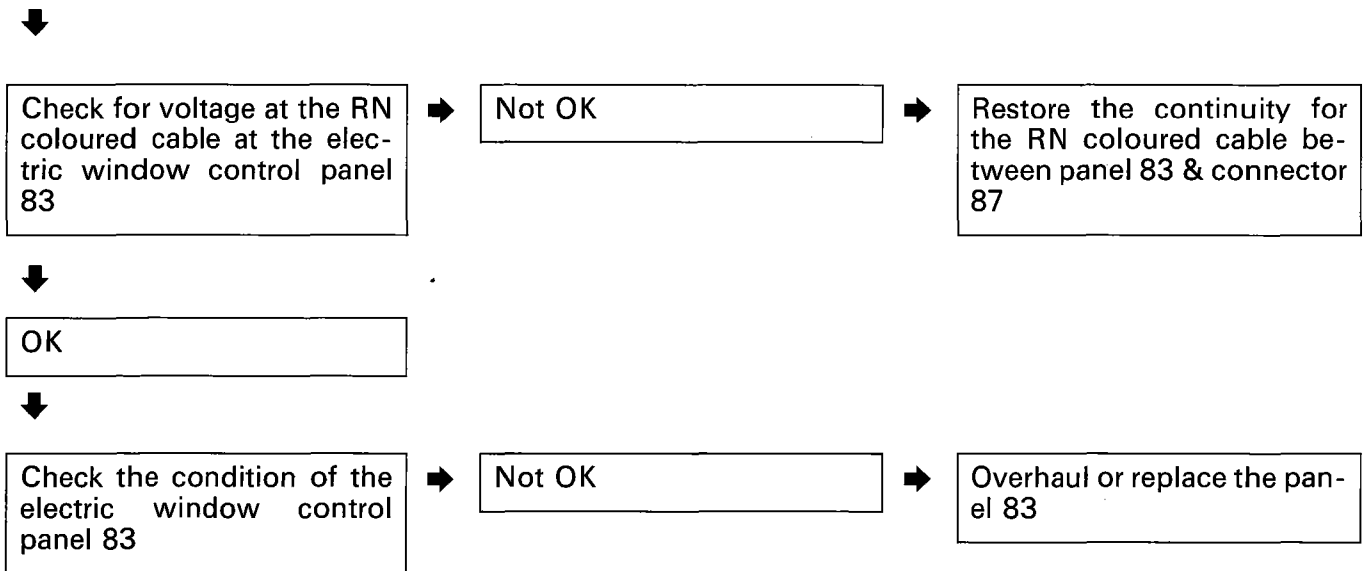 Check for voltage at the RN
coloured cable at the elec-
tric window control panel
83
Not OK
Restore the continuity for
the RN coloured cable be-
tween panel 83 & connector
87
OK
Check the condition of the
electric window control
panel 83
Not OK
Overhaul or replace the pan-
el 83